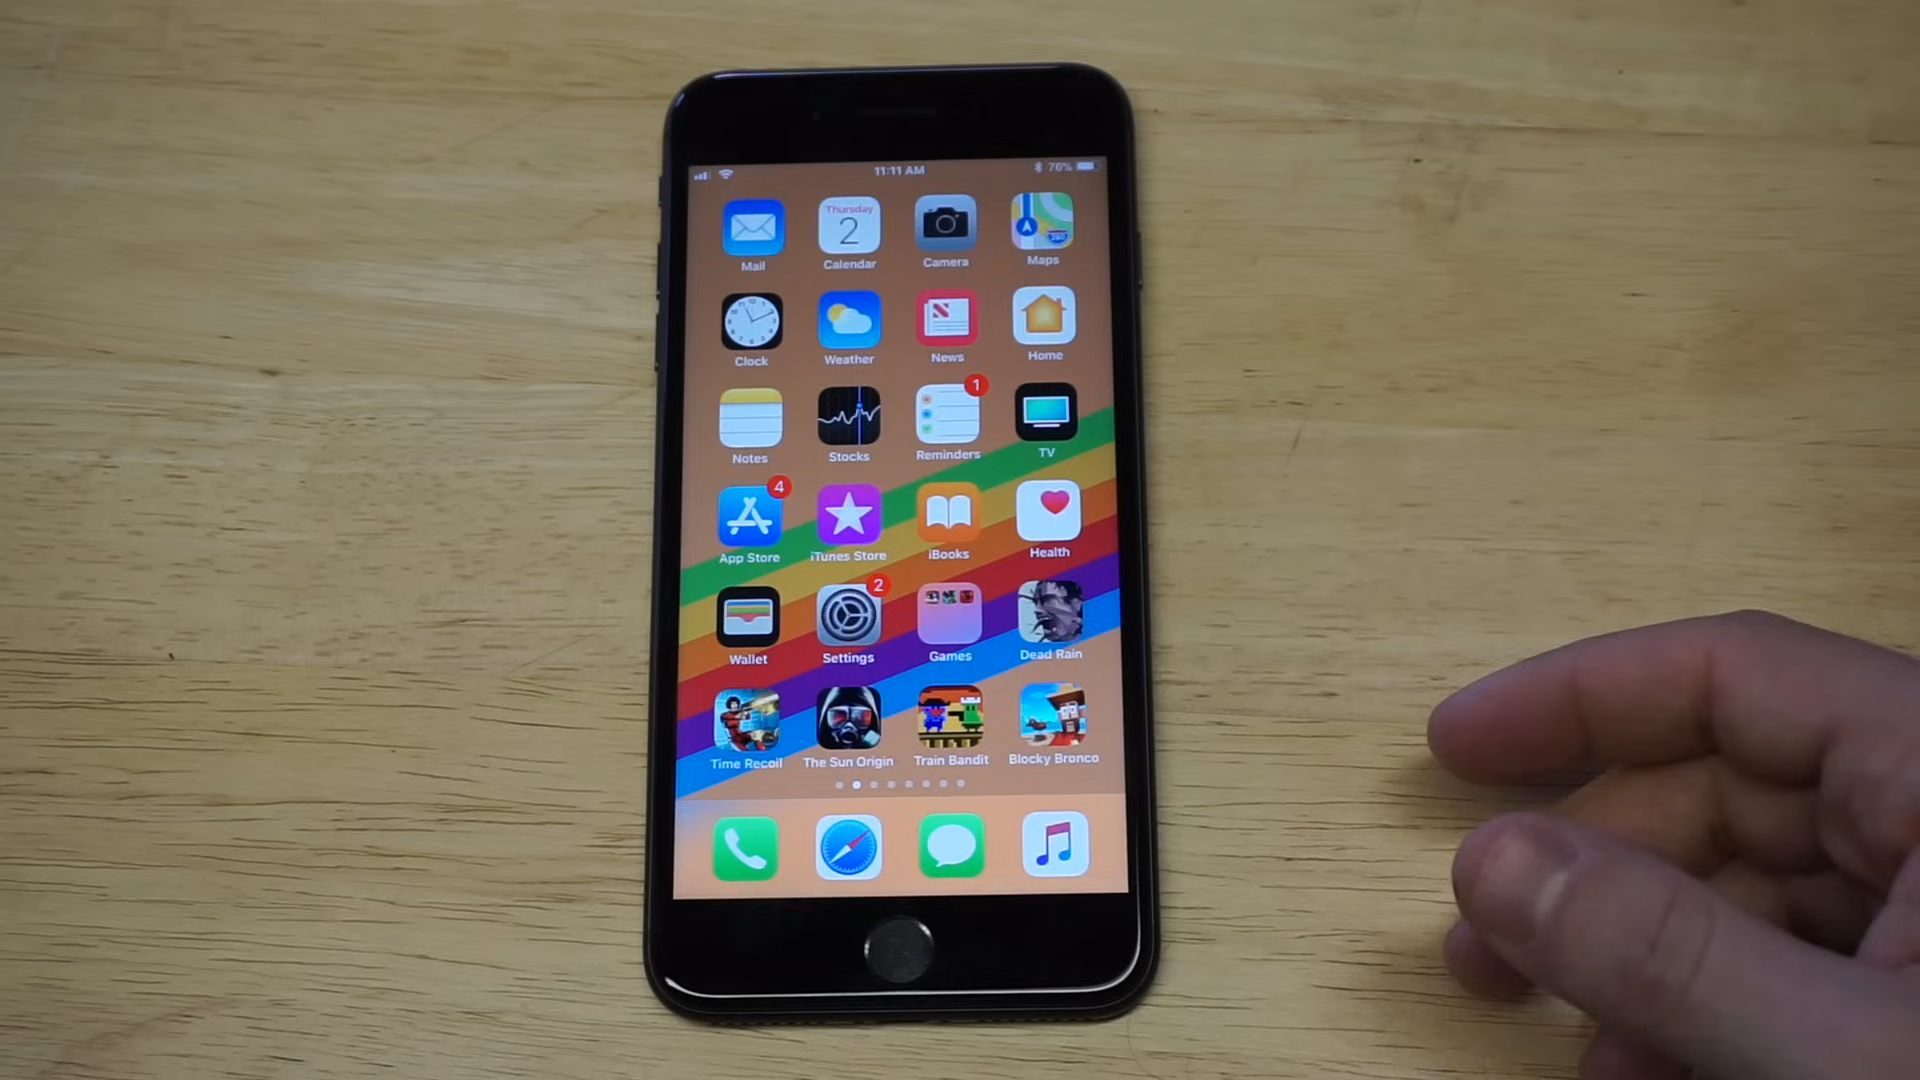 11:11 AM 76%
Thursday
2
Mail Calendar Camera Maps
Clock Weather News Home
1
Notes Stocks Reminders TV
4
App Store iTunes Store iBooks Health
2
Wallet Settings Games Dead Rain
Time Recoil The Sun Origin Train Bandit Blocky Bronco